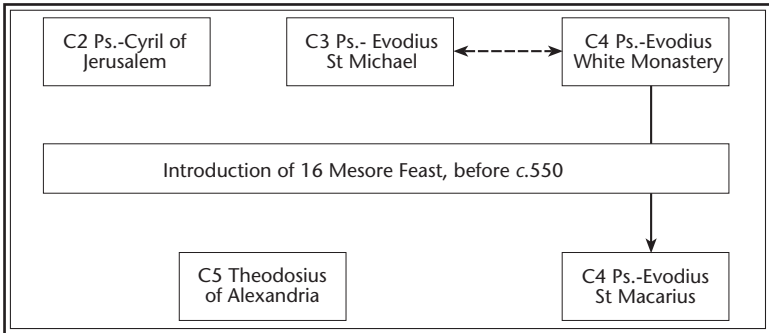 C2 Ps.-Cyril of
Jerusalem
C3 Ps.- Evodius
St Michael
C4 Ps.-Evodius
White Monastery
Introduction of 16 Mesore Feast, before c.550
C5 Theodosius
of Alexandria
C4 Ps.-Evodius
St Macarius